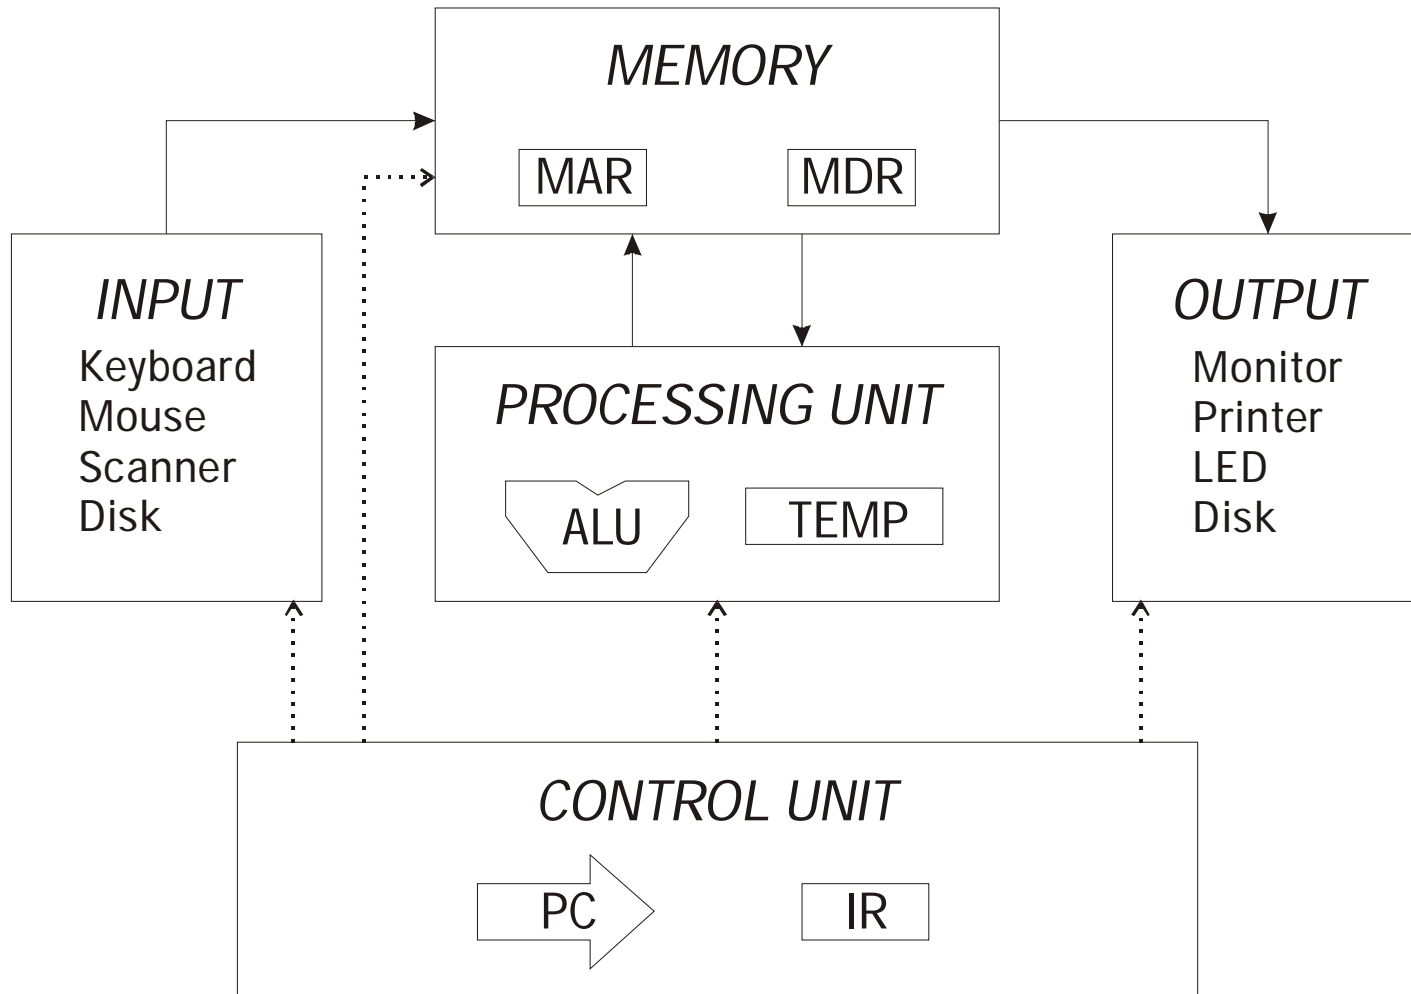 MEMORY
MAR
MDR
INPUT
Keyboard
Mouse
Scanner
Disk
PROCESSING UNIT
ALU
TEMP
OUTPUT
Monitor
Printer
LED
Disk
CONTROL UNIT
PC
IR